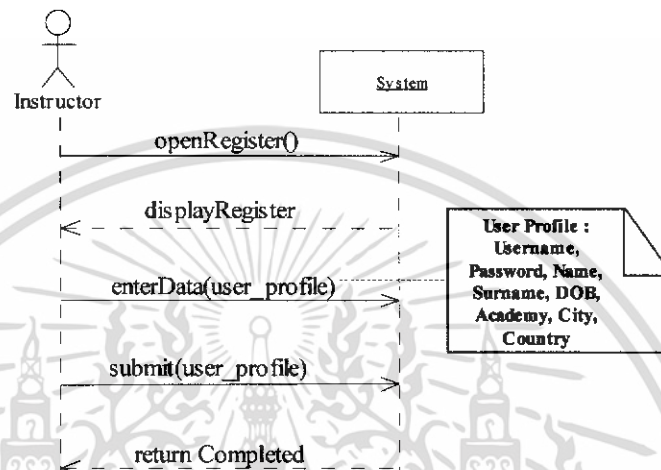 Instructor
System
openRegister()
displayRegister
enterData(user_profile)
User Profile :
Username,
Password, Name,
Surname, DOB,
Academy, City,
Country
submit(user_profile)
return Completed